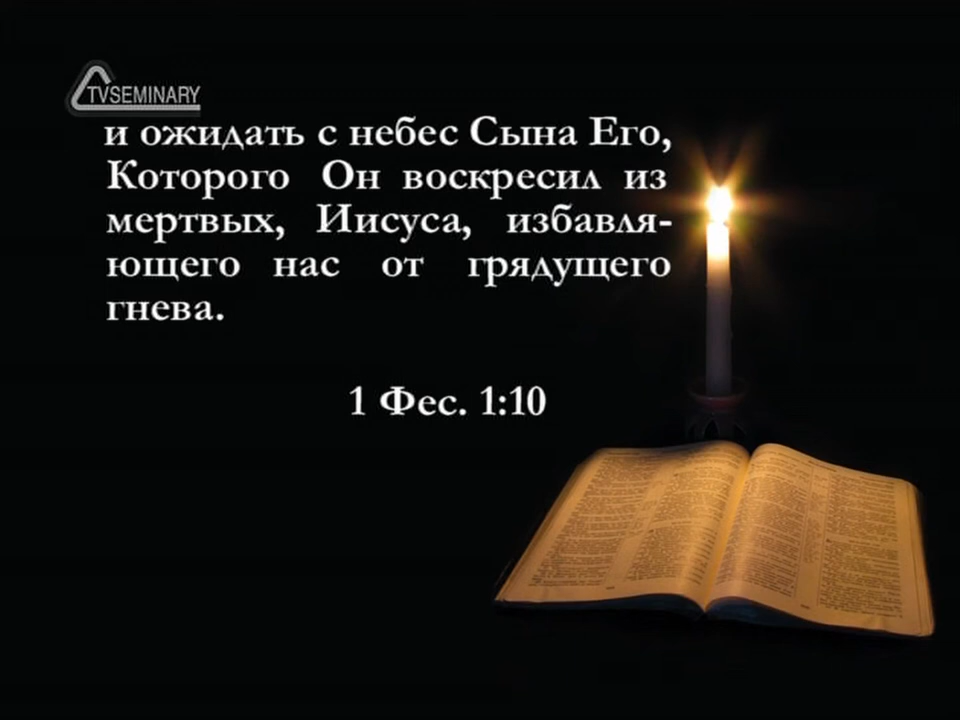 TVSEMINARY
и ожидать с небес Сына Его,
Которого Он воскресил из
мертвых, Иисуса, избавля-
ющего нас от грядущего
гнева.
1 Фес. 1:10